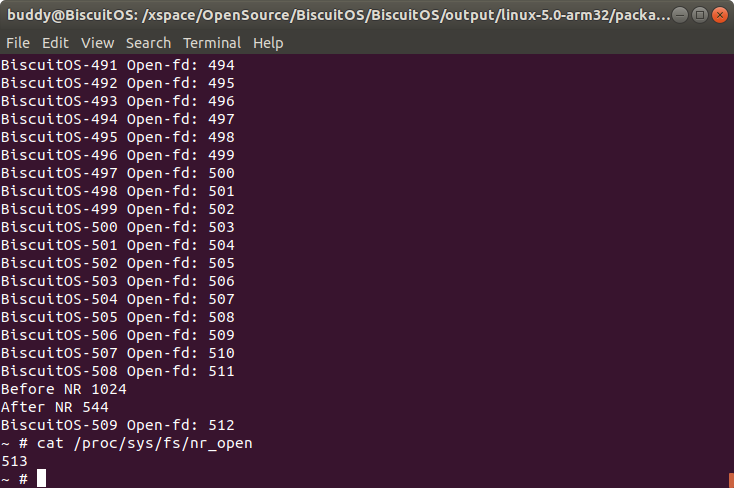 buddy@BiscuitOS: /xspace/OpenSource/BiscuitOS/BiscuitOS/output/linux-5.0-arm32/packa...
File Edit View Search Terminal Help
BiscuitOS-491 Open-fd: 494
BiscuitOS-492 Open-fd: 495
BiscuitOS-493 Open-fd: 496
BiscuitOS-494 Open-fd: 497
BiscuitOS-495 Open-fd: 498
BiscuitOS-496 Open-fd: 499
BiscuitOS-497 Open-fd: 500
BiscuitOS-498 Open-fd: 501
BiscuitOS-499 Open-fd: 502
BiscuitOS-500 Open-fd: 503
BiscuitOS-501 Open-fd: 504
BiscuitOS-502 Open-fd: 505
BiscuitOS-503 Open-fd: 506
BiscuitOS-504 Open-fd: 507
BiscuitOS-505 Open-fd: 508
BiscuitOS-506 Open-fd: 509
BiscuitOS-507 Open-fd: 510
BiscuitOS-508 Open-fd: 511
Before NR 1024
After NR 544
BiscuitOS-509 Open-fd: 512
~ # cat /proc/sys/fs/nr_open
513
~ #